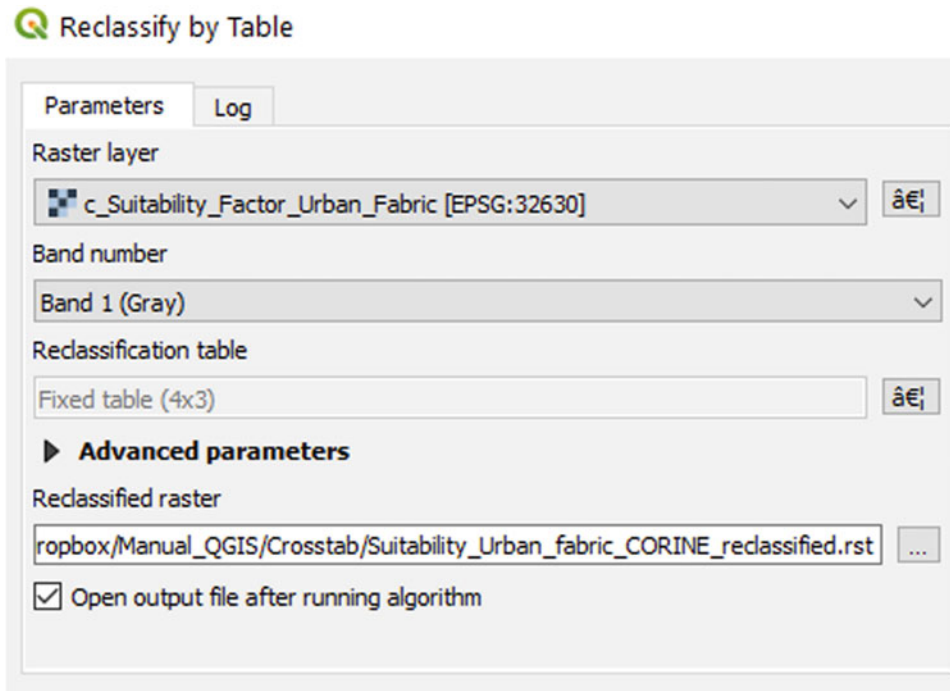 Reclassify by Table
Parameters
Log
Raster layer
c_Suitability_Factor_Urban_Fabric [EPSG:32630]
â€¦
Band number
Band 1 (Gray)
Reclassification table
Fixed table (4x3)
â€¦
Advanced parameters
Reclassified raster
ropbox/Manual_QGIS/Crosstab/Suitability_Urban_fabric_CORINE_reclassified.rst
...
Open output file after running algorithm